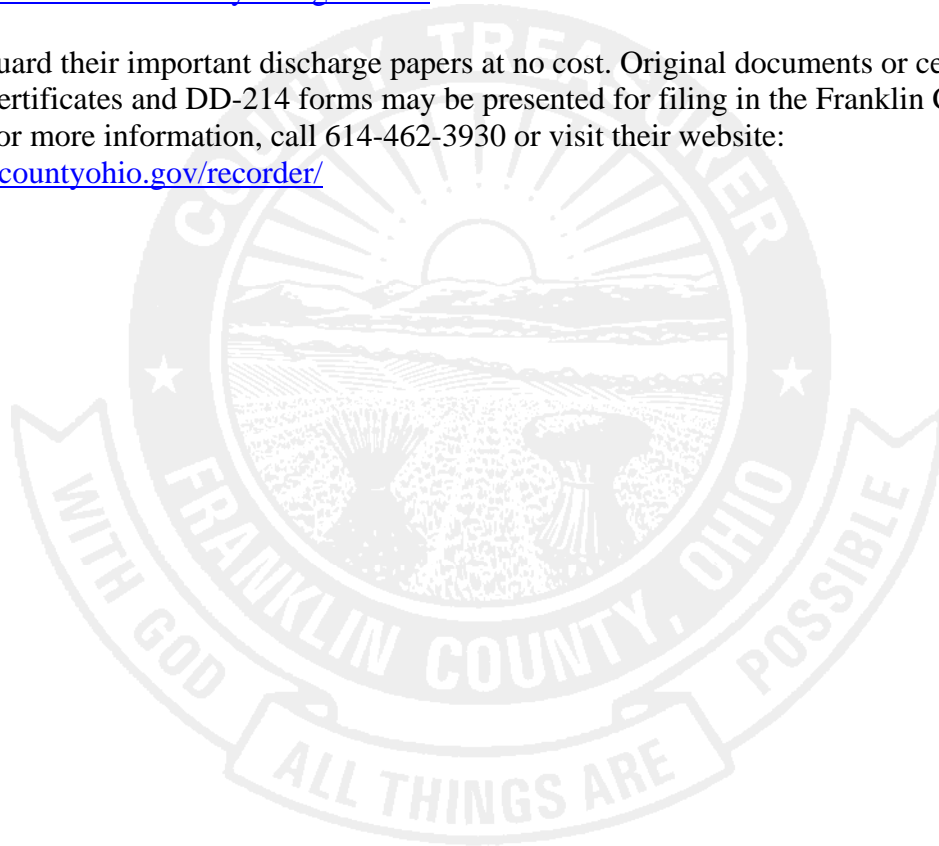 uard their important discharge papers at no cost. Original documents or ce
ertificates and DD-214 forms may be presented for filing in the Franklin C
or more information, call 614-462-3930 or visit their website:
countyohio.gov/recorder/
COUNTY TREASURER
FRANKLIN COUNTY, OHIO
WITH GOD ALL THINGS ARE POSSIBLE